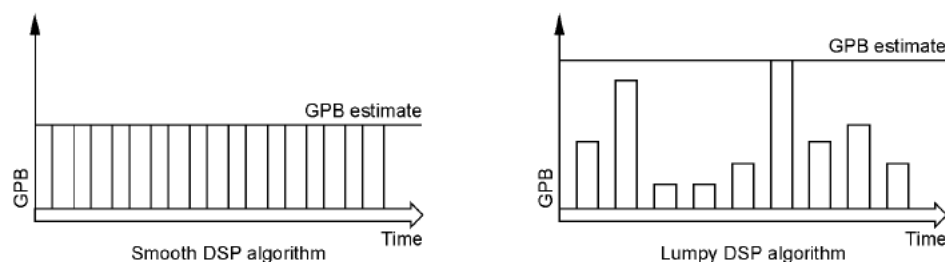 GPB estimate
GPB
Time
Smooth DSP algorithm
GPB estimate
GPB
Time
Lumpy DSP algorithm